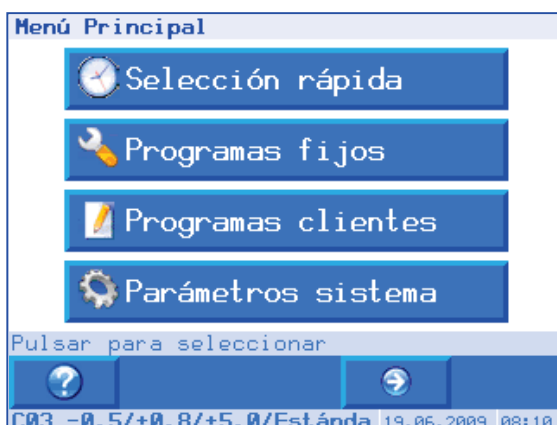 Menú Principal
Selección rápida
Programas fijos
Programas clientes
Parámetros sistema
Pulsar para seleccionar
?
C03 -0.5/+0.8/+5.0/Estánda 19.06.2009 08:10: